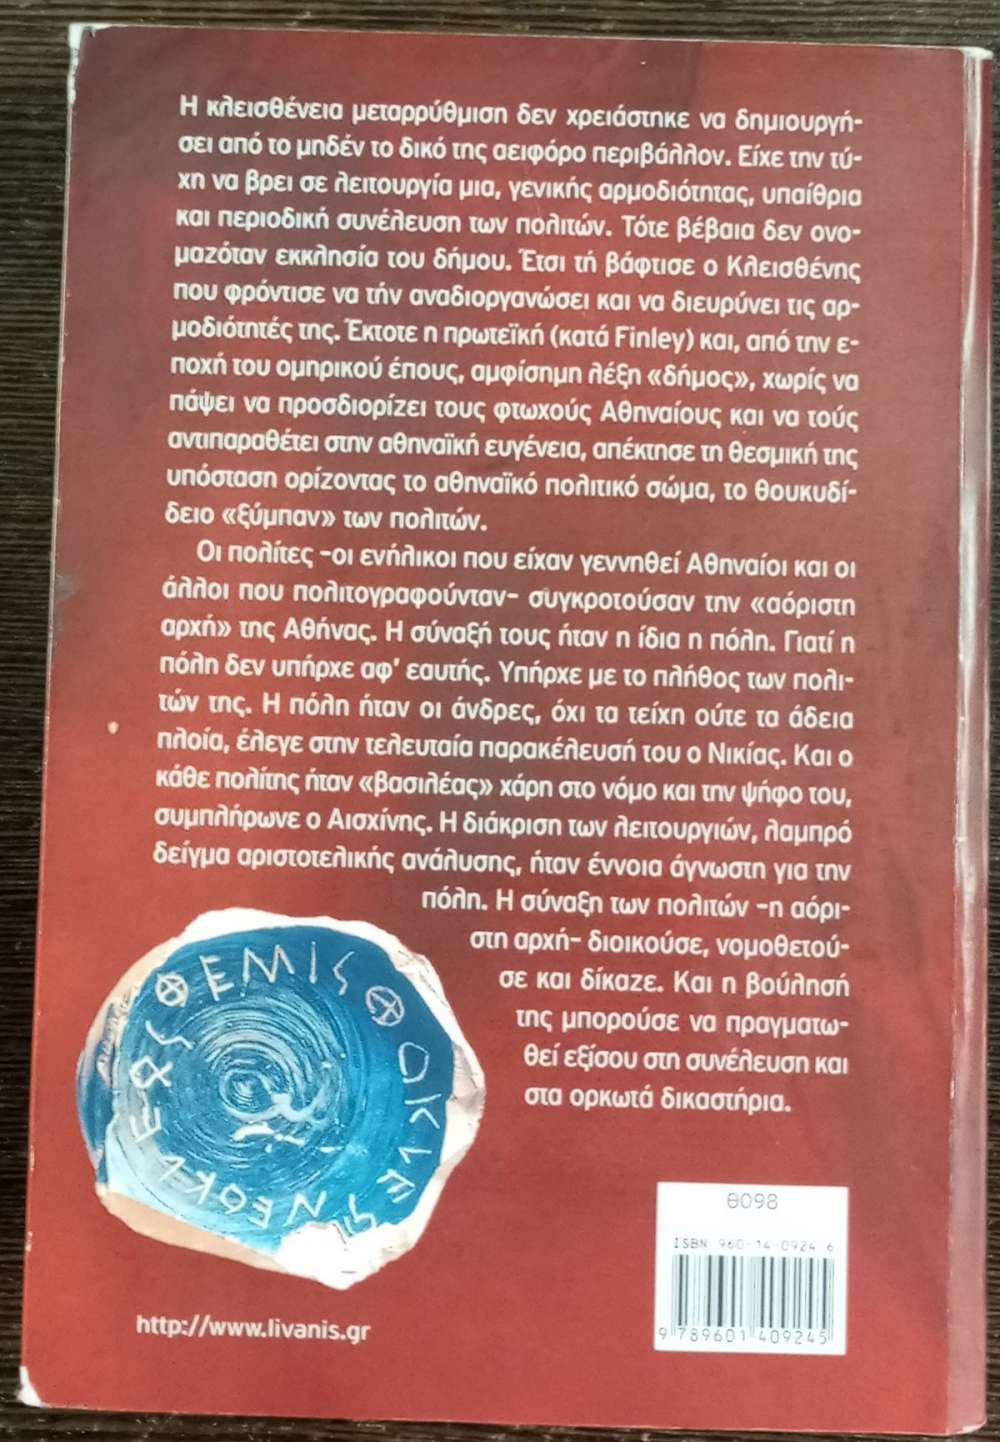 Η κλεισθένεια μεταρρύθμιση δεν χρειάστηκε να δημιουργή-
σει από το μηδέν το δικό της αειφόρο περιβάλλον. Είχε την τύ-
χη να βρει σε λειτουργία μια, γενικής αρμοδιότητας, υπαίθρια
και περιοδική συνέλευση των πολιτών. Τότε βέβαια δεν ονο-
μαζόταν εκκλησία του δήμου. Έτσι τή βάφτισε ο Κλεισθένης
που φρόντισε να τήν αναδιοργανώσει και να διευρύνει τις αρ-
μοδιότητές της. Έκτοτε η πρωτεϊκή (κατά Finley) και, από την ε-
ποχή του ομηρικού έπους, αμφίσημη λέξη «δήμος», χωρίς να
πάψει να προσδιορίζει τους φτωχούς Αθηναίους και να τούς
αντιπαραθέτει στην αθηναϊκή ευγένεια, απέκτησε τη θεσμική της
υπόσταση ορίζοντας το αθηναϊκό πολιτικό σώμα, το θουκυδί-
δειο «ξύμπαν» των πολιτών.
Οι πολίτες –οι ενήλικοι που είχαν γεννηθεί Αθηναίοι και οι
άλλοι που πολιτογραφούνταν– συγκροτούσαν την «αόριστη
αρχή» της Αθήνας. Η σύναξή τους ήταν η ίδια η πόλη. Γιατί η
πόλη δεν υπήρχε αφ’ εαυτής. Υπήρχε με το πλήθος των πολι-
τών της. Η πόλη ήταν οι άνδρες, όχι τα τείχη ούτε τα άδεια
πλοία, έλεγε στην τελευταία παρακέλευσή του ο Νικίας. Και ο
κάθε πολίτης ήταν «βασιλέας» χάρη στο νόμο και την ψήφο του,
συμπλήρωνε ο Αισχίνης. Η διάκριση των λειτουργιών, λαμπρό
δείγμα αριστοτελικής ανάλυσης, ήταν έννοια άγνωστη για την
πόλη. Η σύναξη των πολιτών –η αόρι-
στη αρχή– διοικούσε, νομοθετού-
σε και δίκαζε. Και η βούλησή
της μπορούσε να πραγματω-
θεί εξίσου στη συνέλευση και
στα ορκωτά δικαστήρια.
Θ098
ISBN 960-14-0924-6
9 789601 409245
http://www.livanis.gr